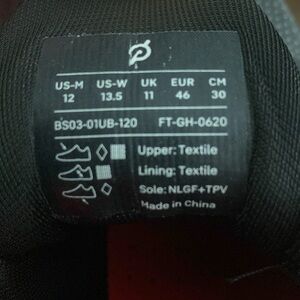 US-M US-W UK EUR CM
12 13.5 11 46 30
BS03-01UB-120 FT-GH-0620
Upper: Textile
Lining: Textile
Sole: NLGF+TPV
Made in China